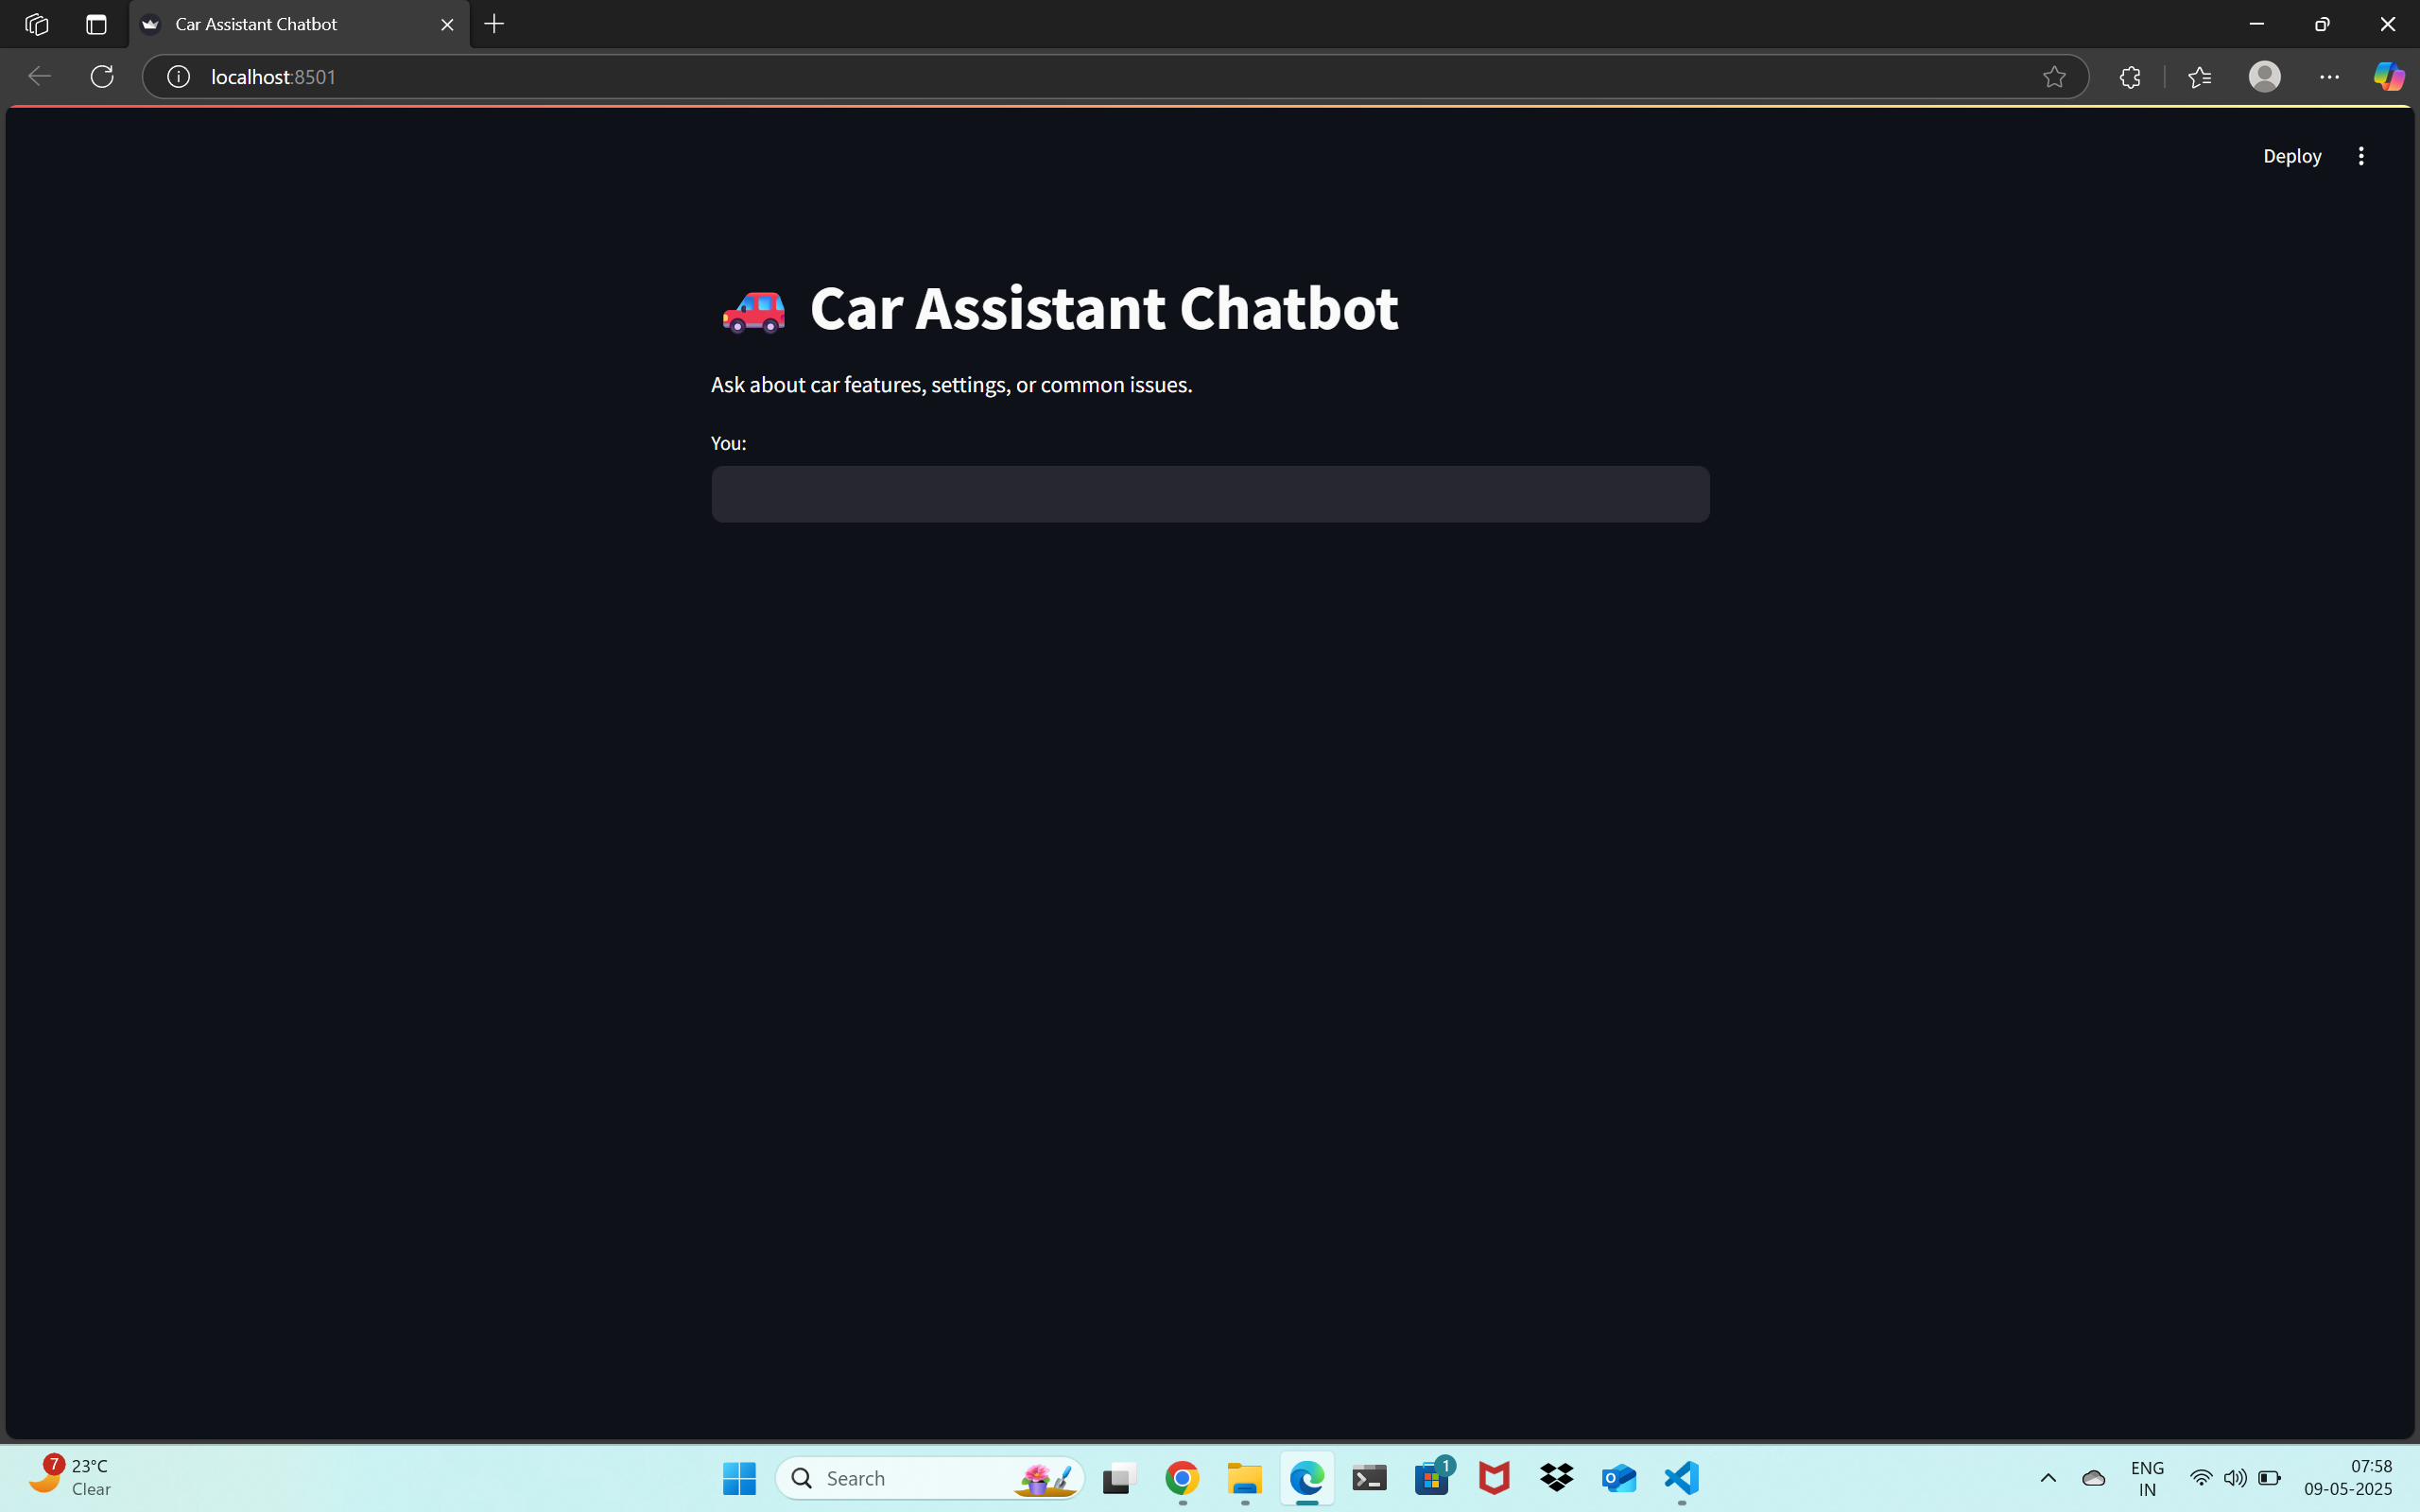 Car Assistant Chatbot
localhost:8501
Deploy
Car Assistant Chatbot
Ask about car features, settings, or common issues.
You:
7
23°C
Clear
Search
1
ENG
IN
07:58
09-05-2025